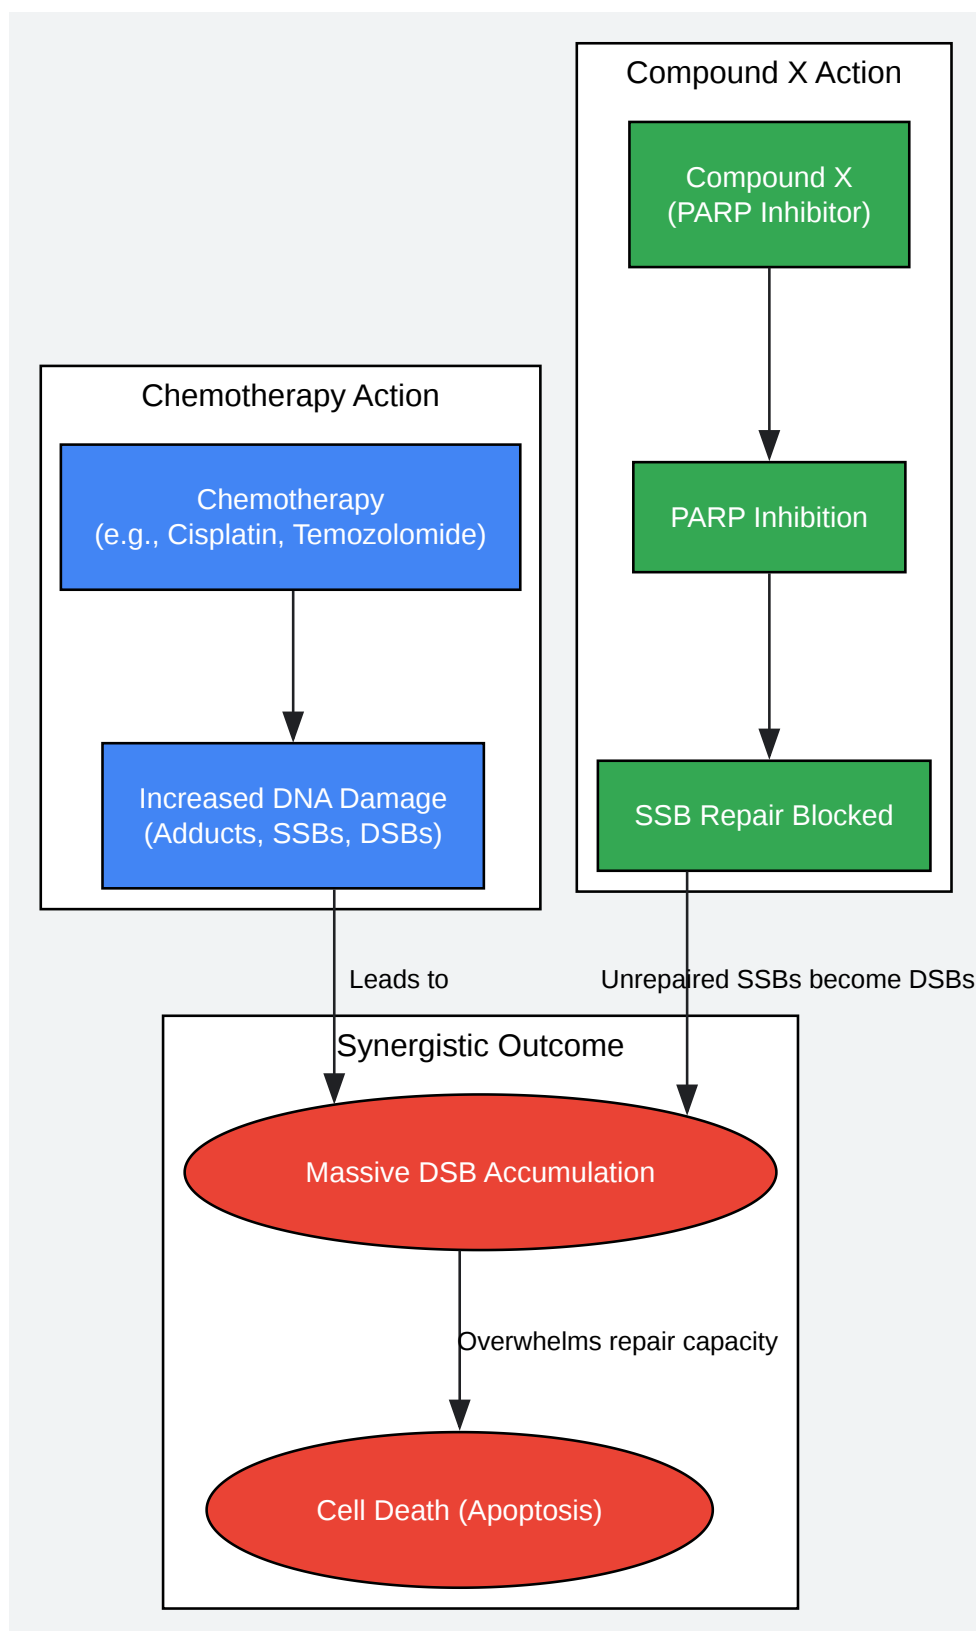 Compound X Action
Compound X
(PARP Inhibitor)
PARP Inhibition
SSB Repair Blocked
Chemotherapy Action
Chemotherapy
(e.g., Cisplatin, Temozolomide)
Increased DNA Damage
(Adducts, SSBs, DSBs)
Leads to
Unrepaired SSBs become DSBs
Synergistic Outcome
Massive DSB Accumulation
Overwhelms repair capacity
Cell Death (Apoptosis)